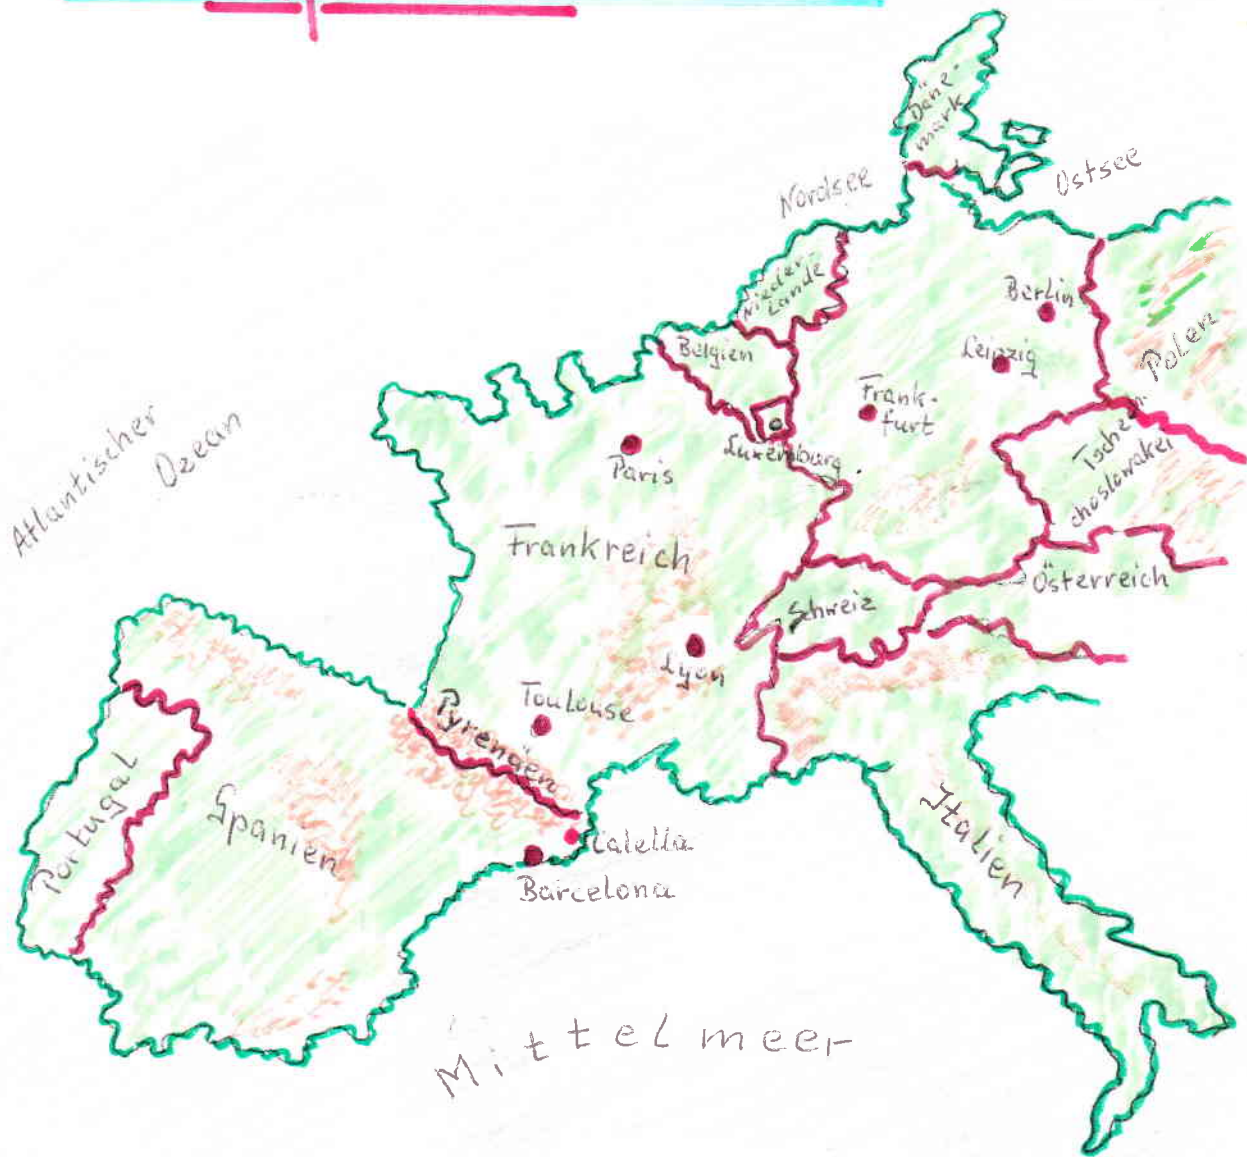 Däne-
mark
Nordsee
Ostsee
Nieder-
Lande
Berlin
Belgien
Leipzig
Polen
Frank-
furt
Atlantischer
Ozean
Paris
Luxemburg
Tsche-
choslowakei
Frankreich
Österreich
Schweiz
Lyon
Toulouse
Pyrenäen
Portugal
Spanien
Italien
Calella
Barcelona
Mittelmeer